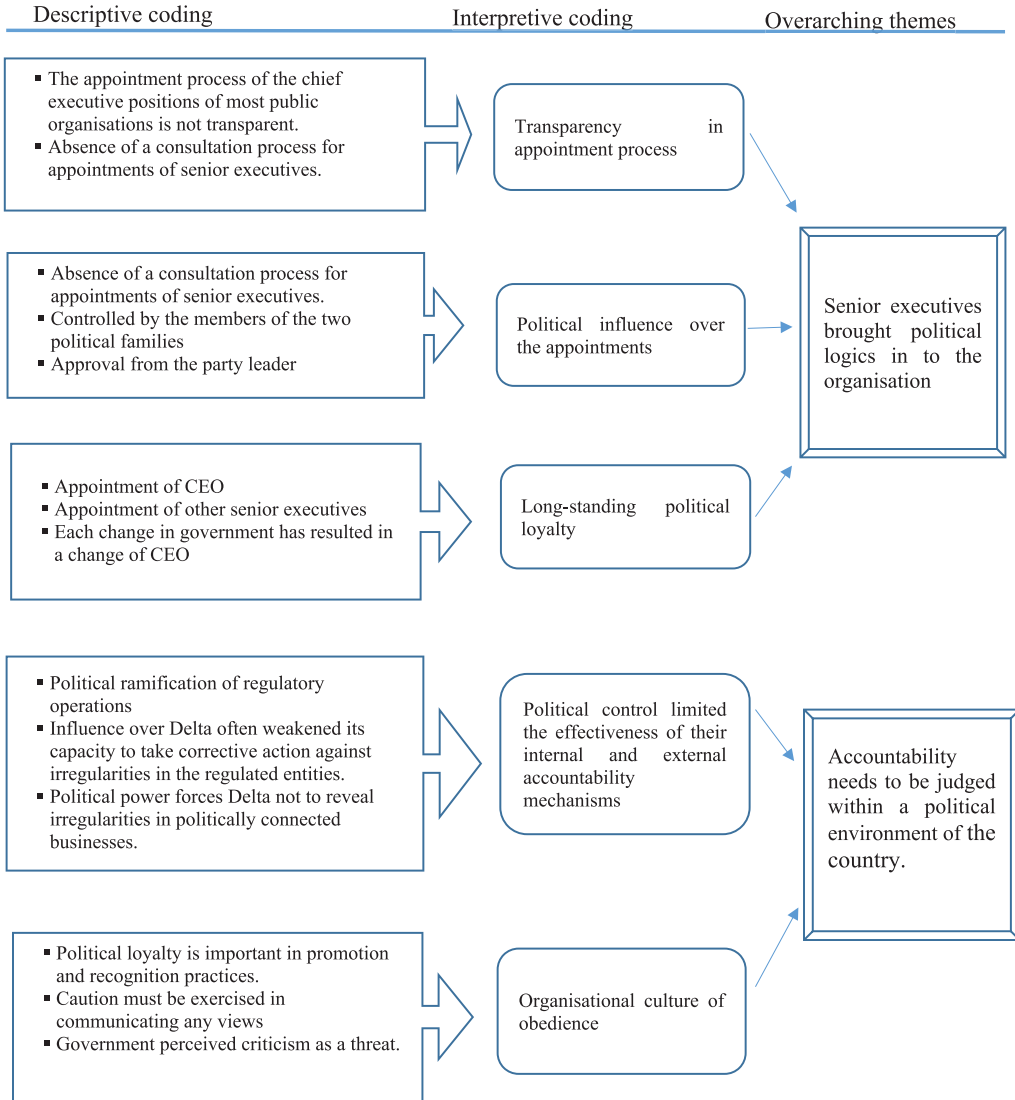 Descriptive coding
Interpretive coding
Overarching themes
▪ The appointment process of the chief
executive positions of most public
organisations is not transparent.
▪ Absence of a consultation process for
appointments of senior executives.
Transparency in
appointment process
▪ Absence of a consultation process for
appointments of senior executives.
▪ Controlled by the members of the two
political families
▪ Approval from the party leader
Political influence over
the appointments
Senior executives
brought political
logics in to the
organisation
▪ Appointment of CEO
▪ Appointment of other senior executives
▪ Each change in government has resulted in
a change of CEO
Long-standing political
loyalty
▪ Political ramification of regulatory
operations
▪ Influence over Delta often weakened its
capacity to take corrective action against
irregularities in the regulated entities.
▪ Political power forces Delta not to reveal
irregularities in politically connected
businesses.
Political control limited
the effectiveness of their
internal and external
accountability
mechanisms
Accountability
needs to be judged
within a political
environment of the
country.
▪ Political loyalty is important in promotion
and recognition practices.
▪ Caution must be exercised in
communicating any views
▪ Government perceived criticism as a threat.
Organisational culture of
obedience